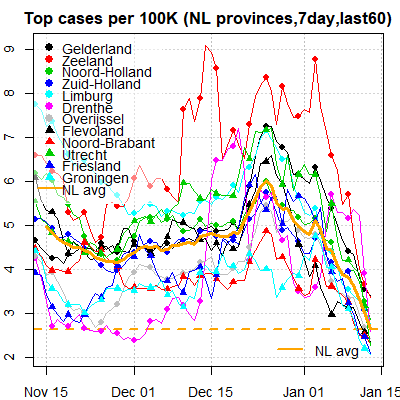 Top cases per 100K (NL provinces,7day,last60)
9
8
7
6
5
4
3
2
Gelderland
Zeeland
Noord-Holland
Zuid-Holland
Limburg
Drenthe
Overijssel
Flevoland
Noord-Brabant
Utrecht
Friesland
Groningen
NL avg
NL avg
Nov 15
Dec 01
Dec 15
Jan 01
Jan 15